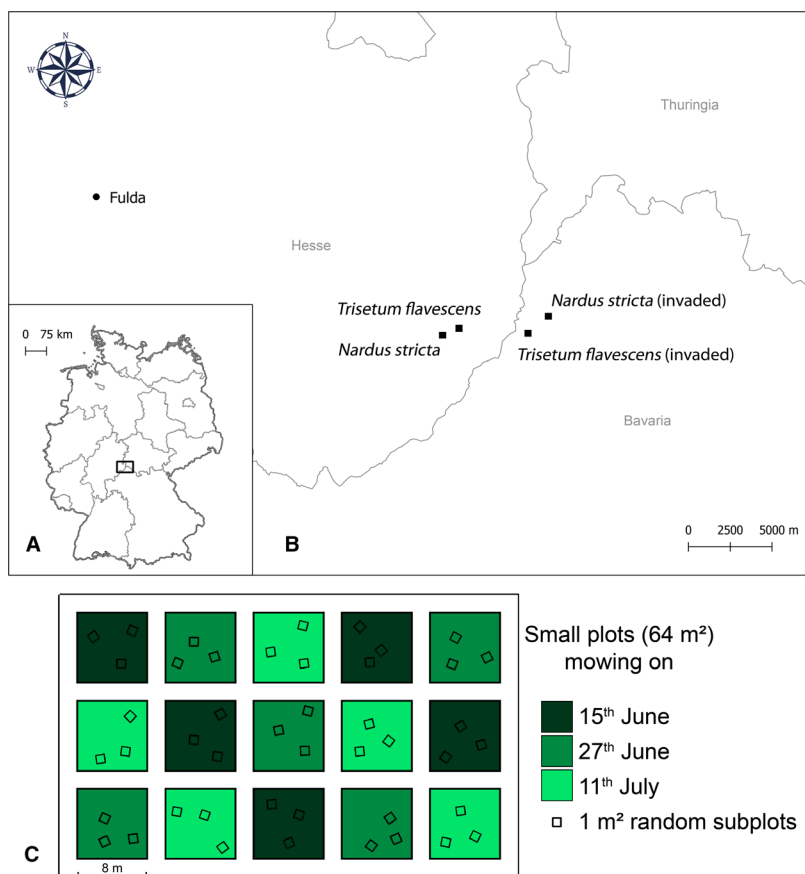 N
W E
S
Thuringia
Fulda
Hesse
Trisetum flavescens
Nardus stricta (invaded)
Nardus stricta
Trisetum flavescens (invaded)
Bavaria
0 75 km
A
B
0 2500 5000 m
Small plots (64 m²)
mowing on
15th June
27th June
11th July
1 m² random subplots
C
8 m